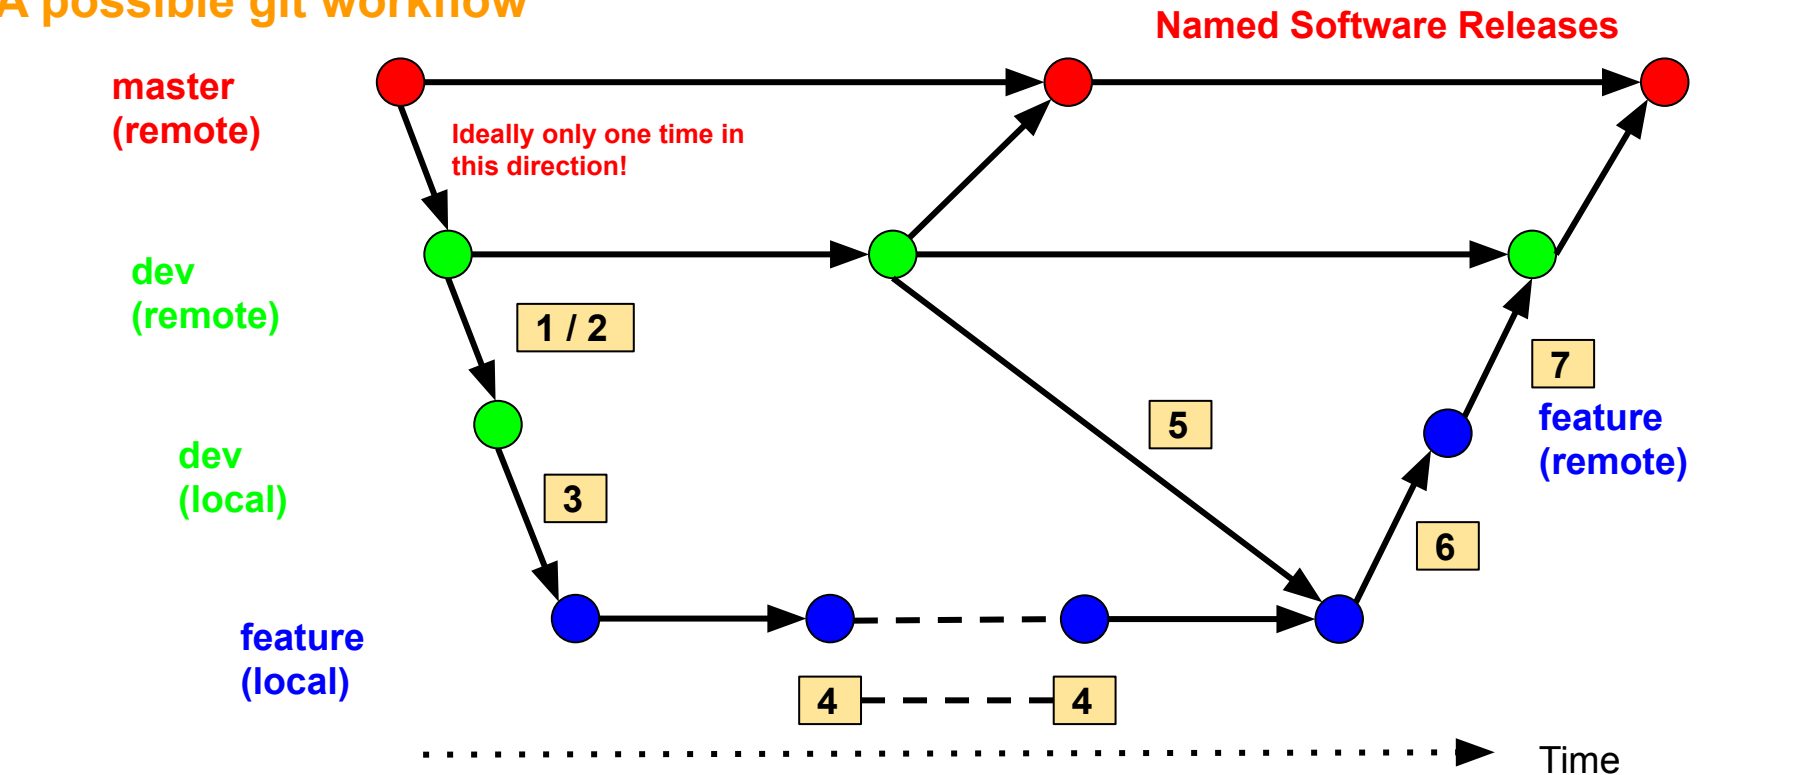 A possible git workflow
Named Software Releases
master
(remote)
Ideally only one time in
this direction!
dev
(remote)
1 / 2
7
feature
(remote)
5
dev
(local)
3
6
feature
(local)
4
4
Time